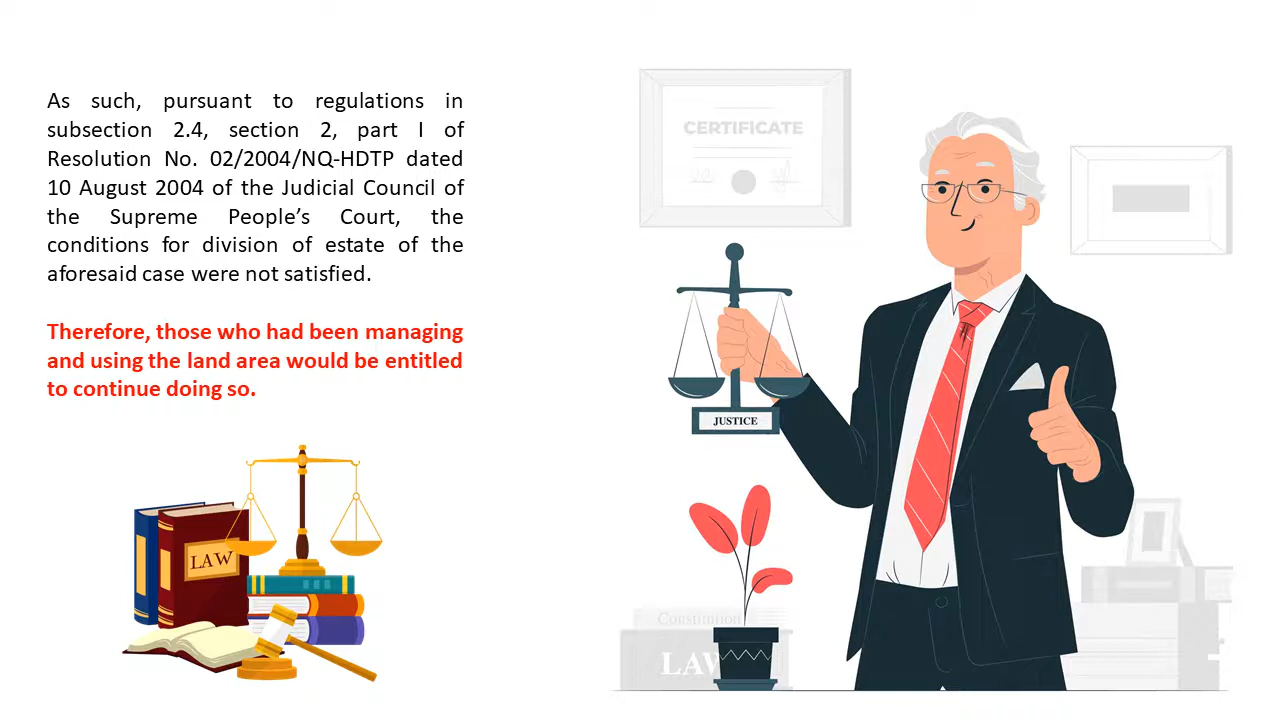 As such, pursuant to regulations in
subsection 2.4, section 2, part I of
Resolution No. 02/2004/NQ-HDTP dated
10 August 2004 of the Judicial Council of
the Supreme People’s Court, the
conditions for division of estate of the
aforesaid case were not satisfied.
Therefore, those who had been managing
and using the land area would be entitled
to continue doing so.
LAW
CERTIFICATE
JUSTICE
Constitution
LAW